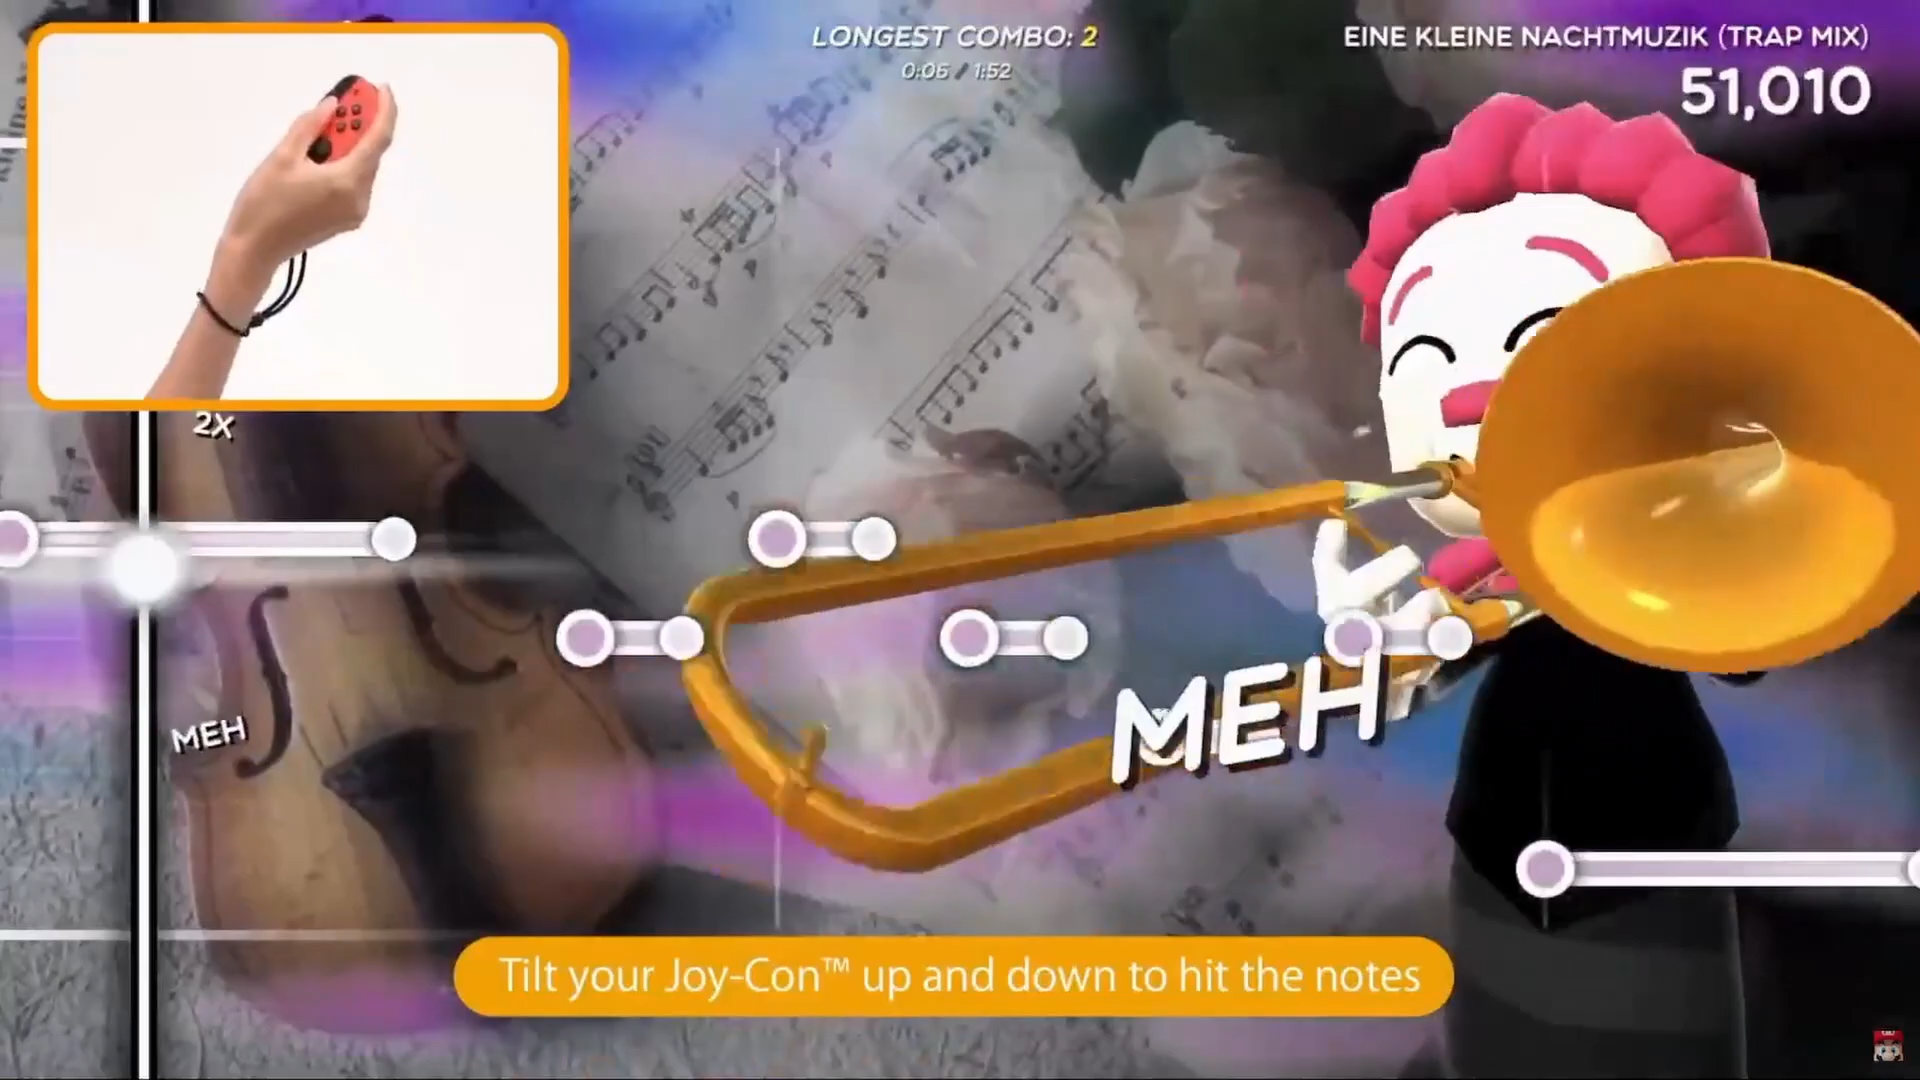 LONGEST COMBO: 2
0:06 / 1:52
EINE KLEINE NACHTMUZIK (TRAP MIX)
51,010
2X
MEH
MEH
Tilt your Joy-Con™ up and down to hit the notes